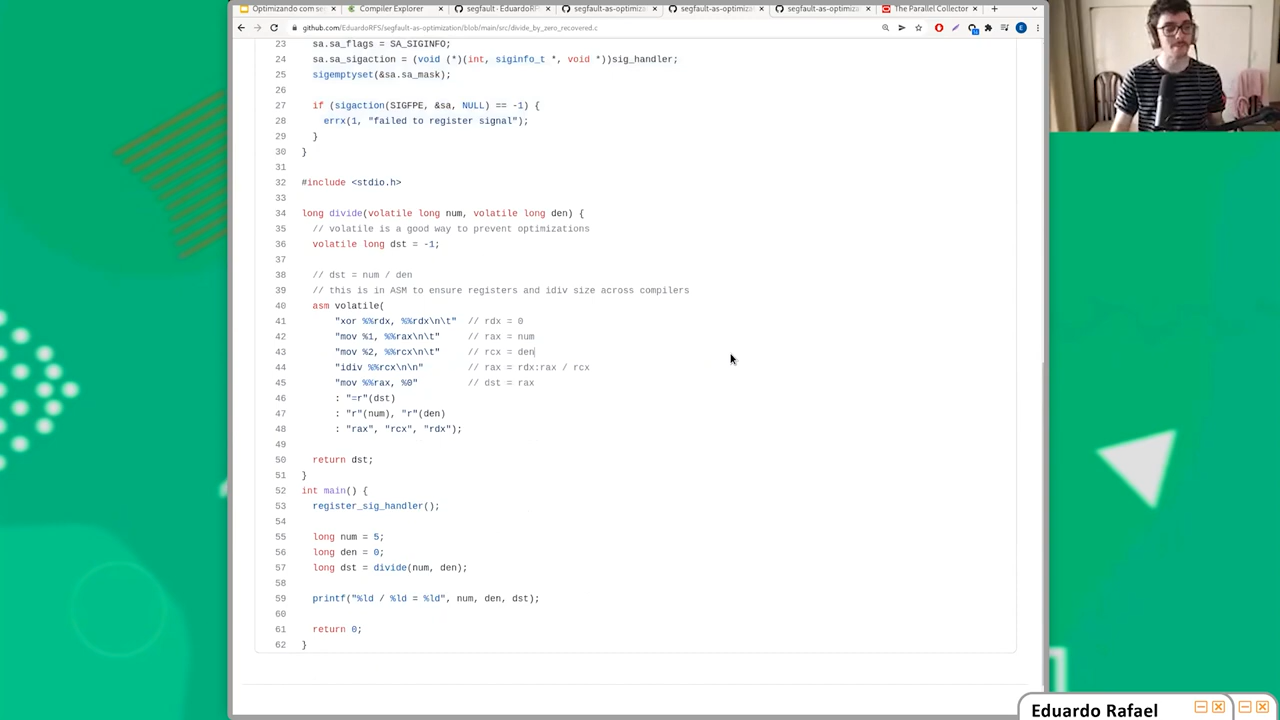 Optimizando com seg
Compiler Explorer
segfault · EduardoRFS
segfault-as-optimiza
segfault-as-optimiza
segfault-as-optimiza
The Parallel Collector
github.com/EduardoRFS/segfault-as-optimization/blob/main/src/divide_by_zero_recovered.c
23 sa.sa_flags = SA_SIGINFO;
24 sa.sa_sigaction = (void (*)(int, siginfo_t *, void *))sig_handler;
25 sigemptyset(&sa.sa_mask);
26
27 if (sigaction(SIGFPE, &sa, NULL) == -1) {
28 errx(1, "failed to register signal");
29 }
30 }
31
32 #include <stdio.h>
33
34 long divide(volatile long num, volatile long den) {
35 // volatile is a good way to prevent optimizations
36 volatile long dst = -1;
37
38 // dst = num / den
39 // this is in ASM to ensure registers and idiv size across compilers
40 asm volatile(
41 "xor %%rdx, %%rdx\n\t" // rdx = 0
42 "mov %1, %%rax\n\t" // rax = num
43 "mov %2, %%rcx\n\t" // rcx = den
44 "idiv %%rcx\n\n" // rax = rdx:rax / rcx
45 "mov %%rax, %0" // dst = rax
46 : "=r"(dst)
47 : "r"(num), "r"(den)
48 : "rax", "rcx", "rdx");
49
50 return dst;
51 }
52 int main() {
53 register_sig_handler();
54
55 long num = 5;
56 long den = 0;
57 long dst = divide(num, den);
58
59 printf("%ld / %ld = %ld", num, den, dst);
60
61 return 0;
62 }
Eduardo Rafael